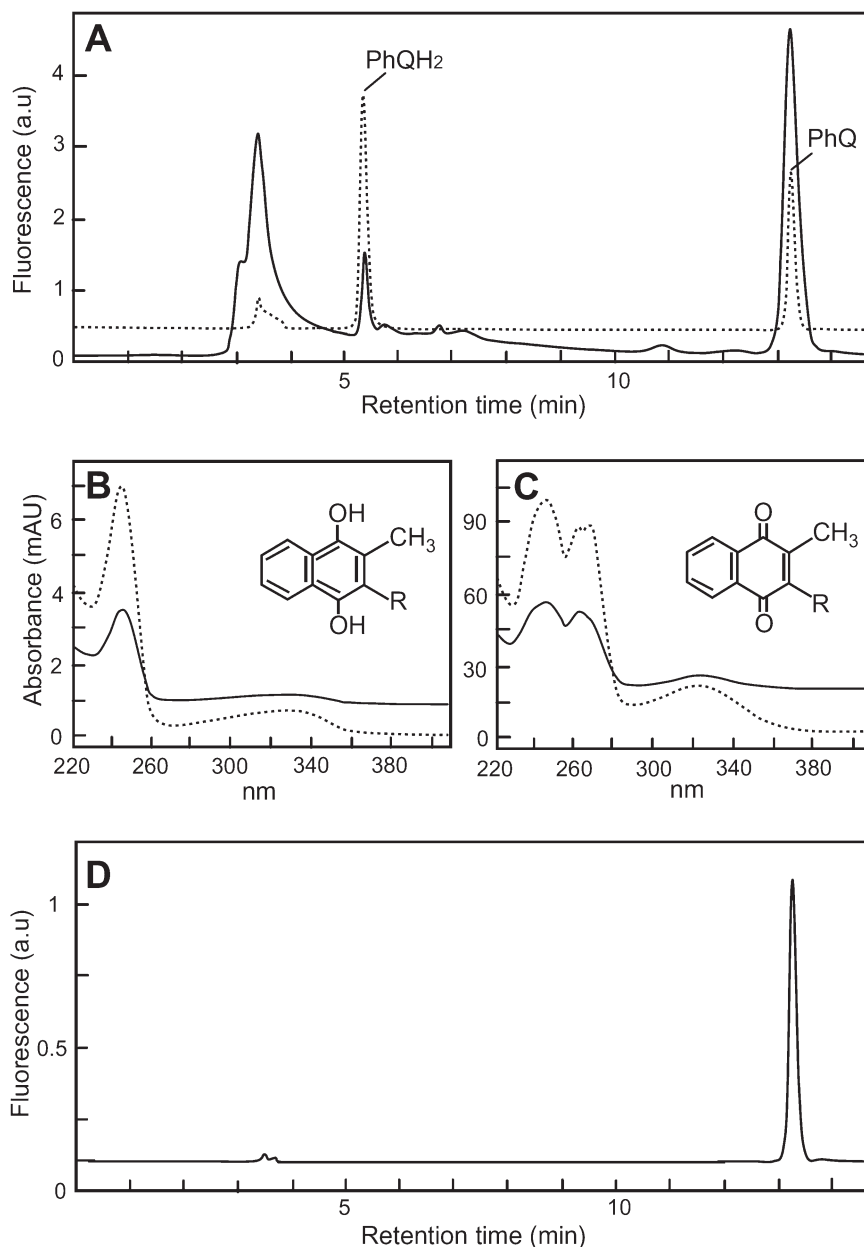 A
Fluorescence (a.u)
4
3
2
1
0
PhQH2
PhQ
5
10
Retention time (min)
B
Absorbance (mAU)
6
4
2
0
OH
CH3
R
OH
220
260
300
340
380
nm
C
90
60
30
0
O
CH3
R
O
220
260
300
340
380
nm
D
Fluorescence (a.u)
1
0.5
0
5
10
Retention time (min)